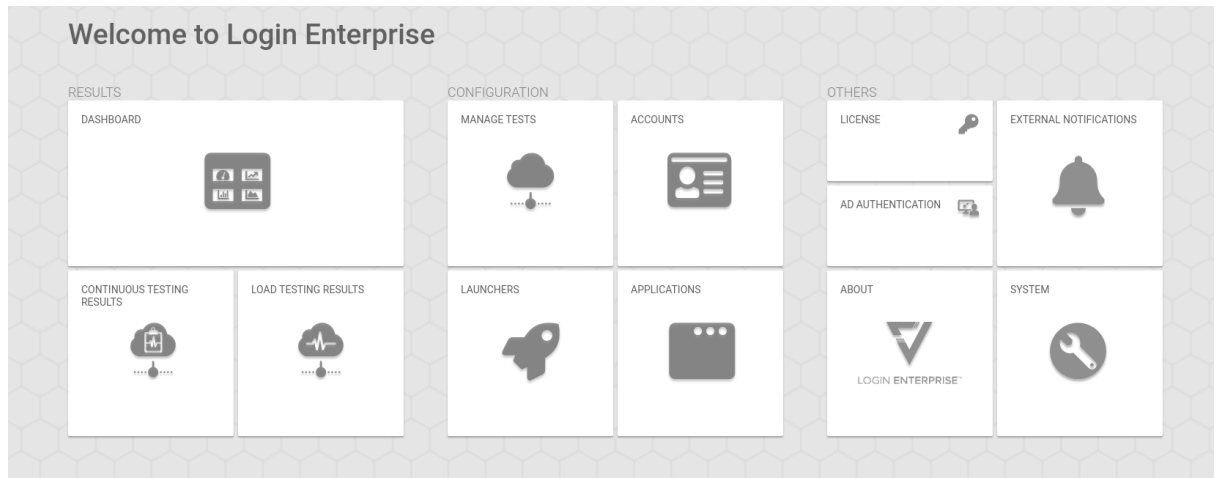 Welcome to Login Enterprise
RESULTS
DASHBOARD
CONTINUOUS TESTING
RESULTS
LOAD TESTING RESULTS
CONFIGURATION
MANAGE TESTS
ACCOUNTS
LAUNCHERS
APPLICATIONS
OTHERS
LICENSE
EXTERNAL NOTIFICATIONS
AD AUTHENTICATION
ABOUT
LOGIN ENTERPRISE™
SYSTEM